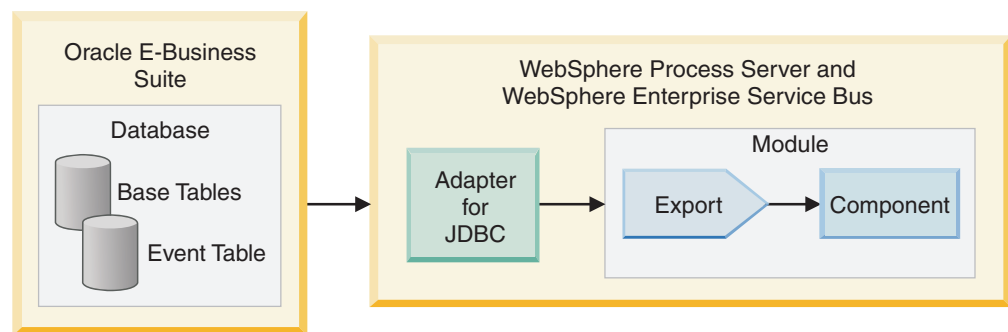 Oracle E-Business
Suite
Database
Base Tables
Event Table
WebSphere Process Server and
WebSphere Enterprise Service Bus
Adapter
for
JDBC
Module
Export
Component